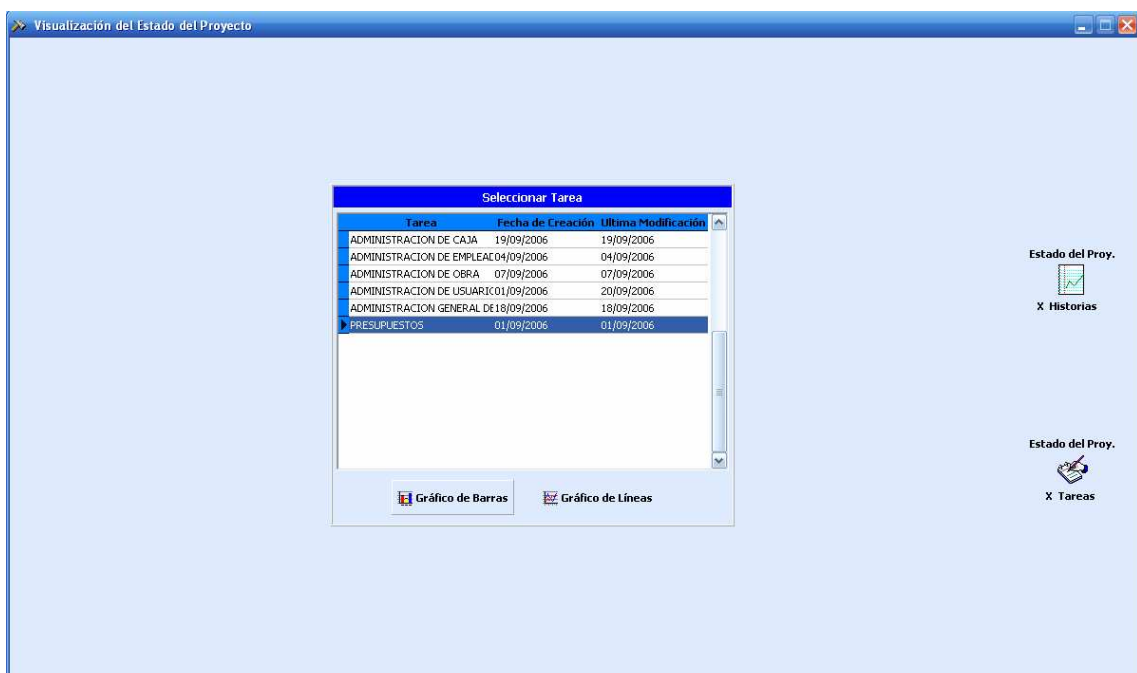 Visualización del Estado del Proyecto
Seleccionar Tarea
Tarea Fecha de Creación Ultima Modificación
ADMINISTRACION DE CAJA 19/09/2006 19/09/2006
ADMINISTRACION DE EMPLEAD 04/09/2006 04/09/2006
ADMINISTRACION DE OBRA 07/09/2006 07/09/2006
ADMINISTRACION DE USUARIO 01/09/2006 20/09/2006
ADMINISTRACION GENERAL DE 18/09/2006 18/09/2006
PRESUPUESTOS 01/09/2006 01/09/2006
Gráfico de Barras Gráfico de Líneas
Estado del Proy.
X Historias
Estado del Proy.
X Tareas